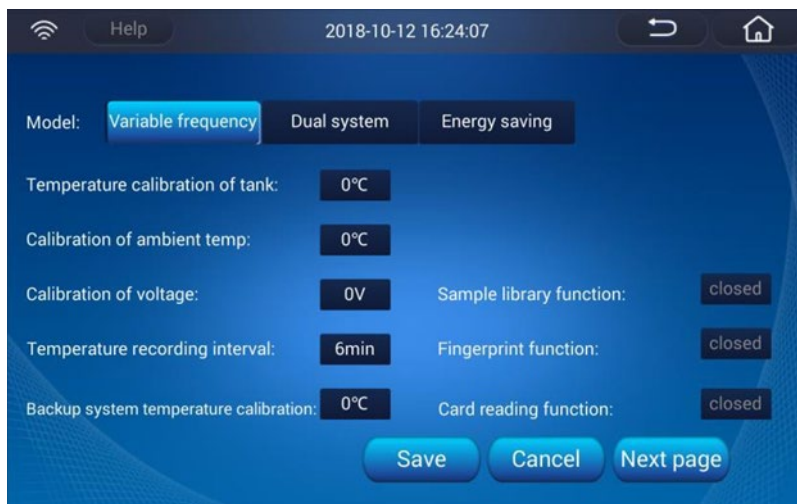 Help 2018-10-12 16:24:07
Model: Variable frequency Dual system Energy saving
Temperature calibration of tank: 0℃
Calibration of ambient temp: 0℃
Calibration of voltage: 0V Sample library function: closed
Temperature recording interval: 6min Fingerprint function: closed
Backup system temperature calibration: 0℃ Card reading function: closed
Save Cancel Next page